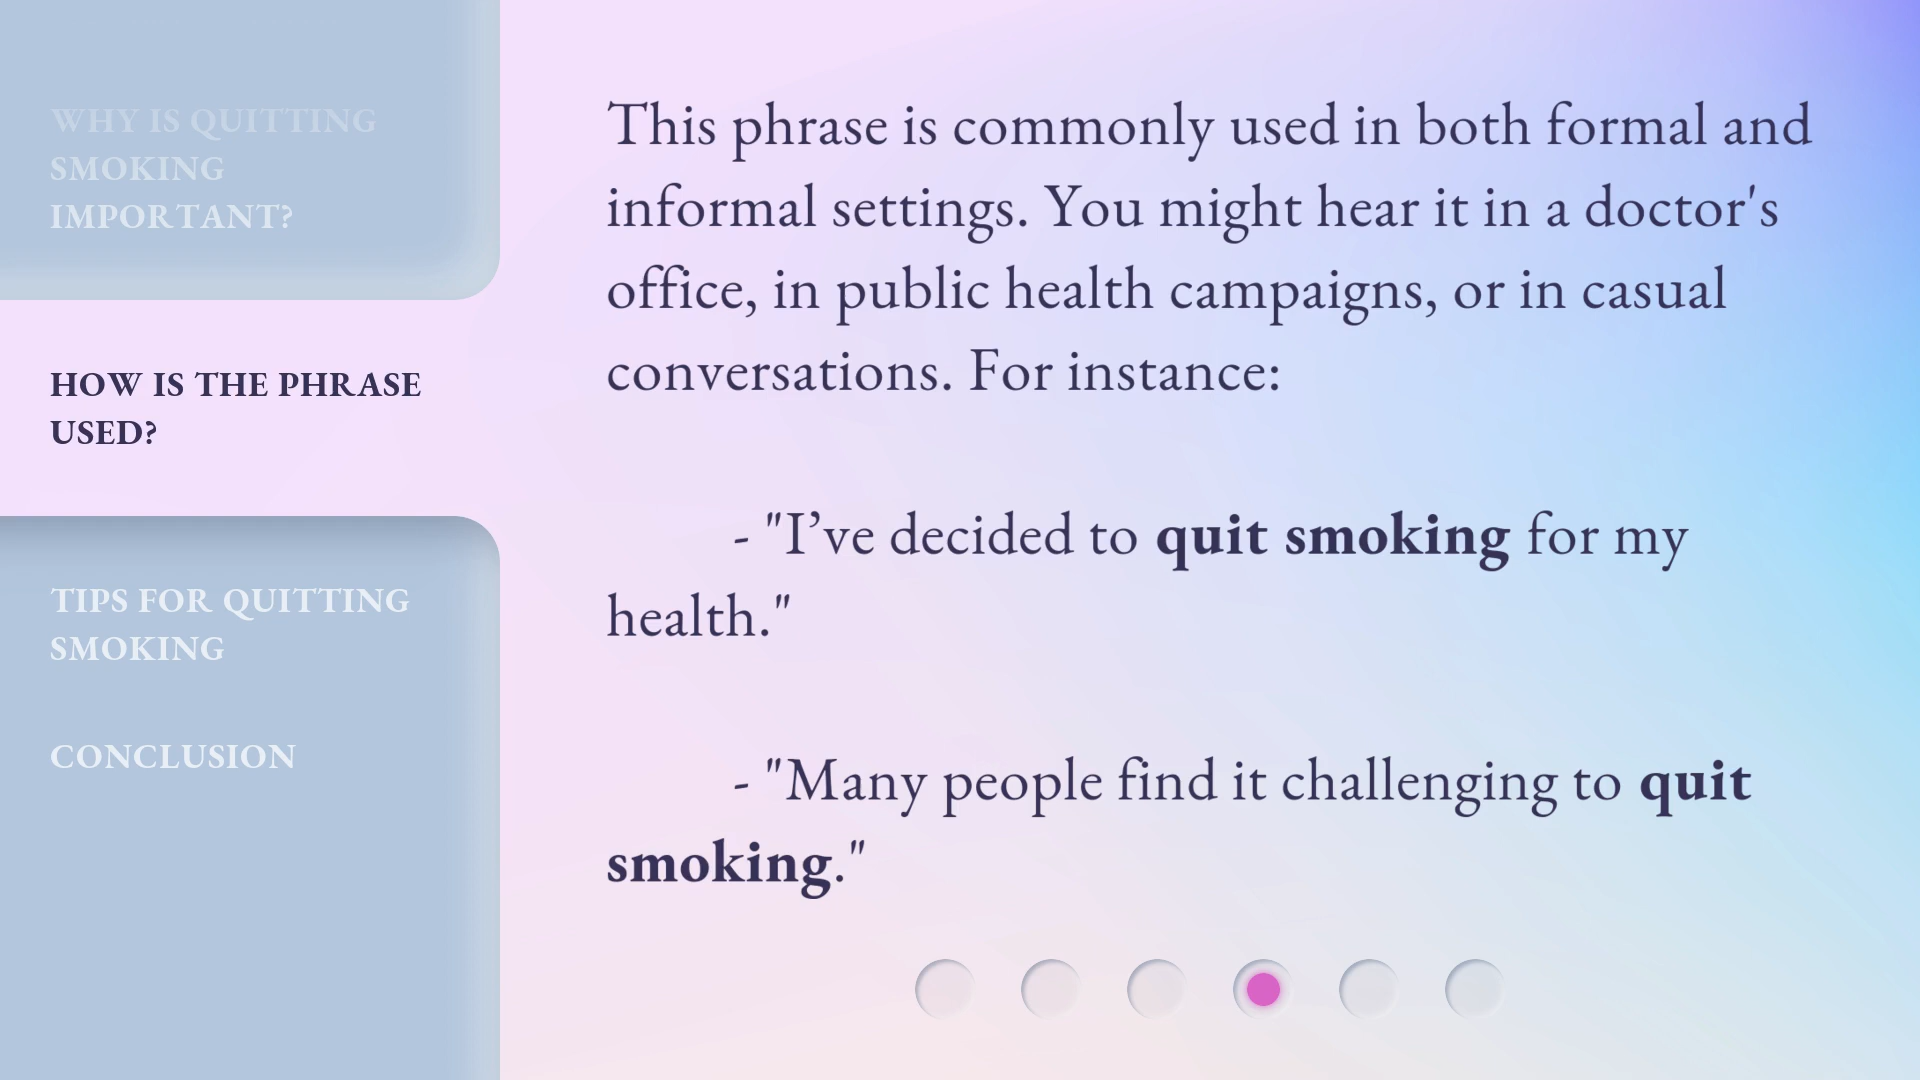 WHY IS QUITTING
SMOKING
IMPORTANT?
HOW IS THE PHRASE
USED?
TIPS FOR QUITTING
SMOKING
CONCLUSION
This phrase is commonly used in both formal and
informal settings. You might hear it in a doctor's
office, in public health campaigns, or in casual
conversations. For instance:
- "I’ve decided to quit smoking for my
health."
- "Many people find it challenging to quit
smoking."